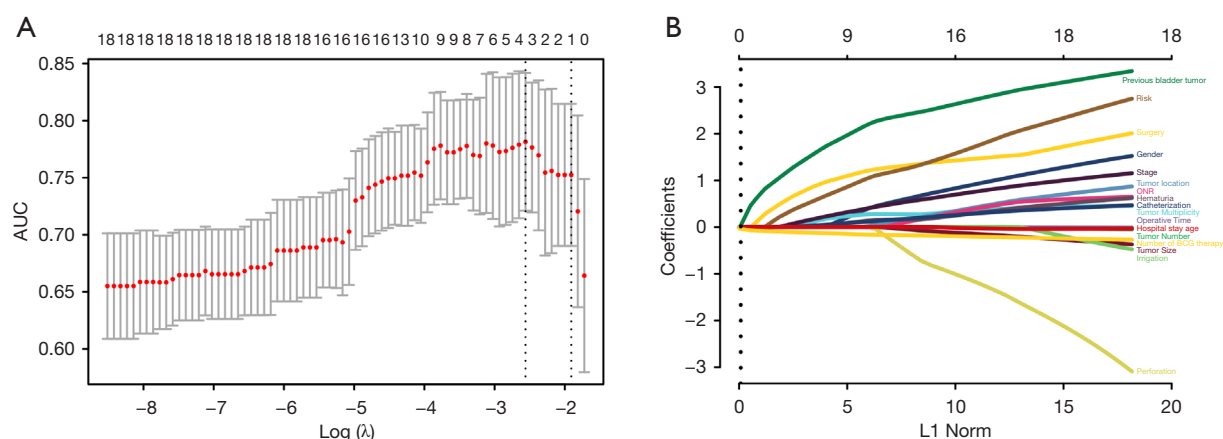 A
18 18 18 18 18 18 18 18 18 18 18 16 16 16 16 13 10 9 9 8 7 6 5 4 3 2 2 1 0
0.85
0.80
0.75
0.70
0.65
0.60
AUC
−8 −7 −6 −5 −4 −3 −2
Log (λ)
B
0 9 16 18 18
3
2
1
0
−1
−2
−3
Coefficients
Previous bladder tumor
Risk
Surgery
Gender
Stage
Tumor location
ONR
Hematuria
Catheterization
Tumor Multiplicity
Operative Time
Hospital stay age
Tumor Number
Number of BCG therapy
Tumor Size
Irrigation
Perforation
0 5 10 15 20
L1 Norm